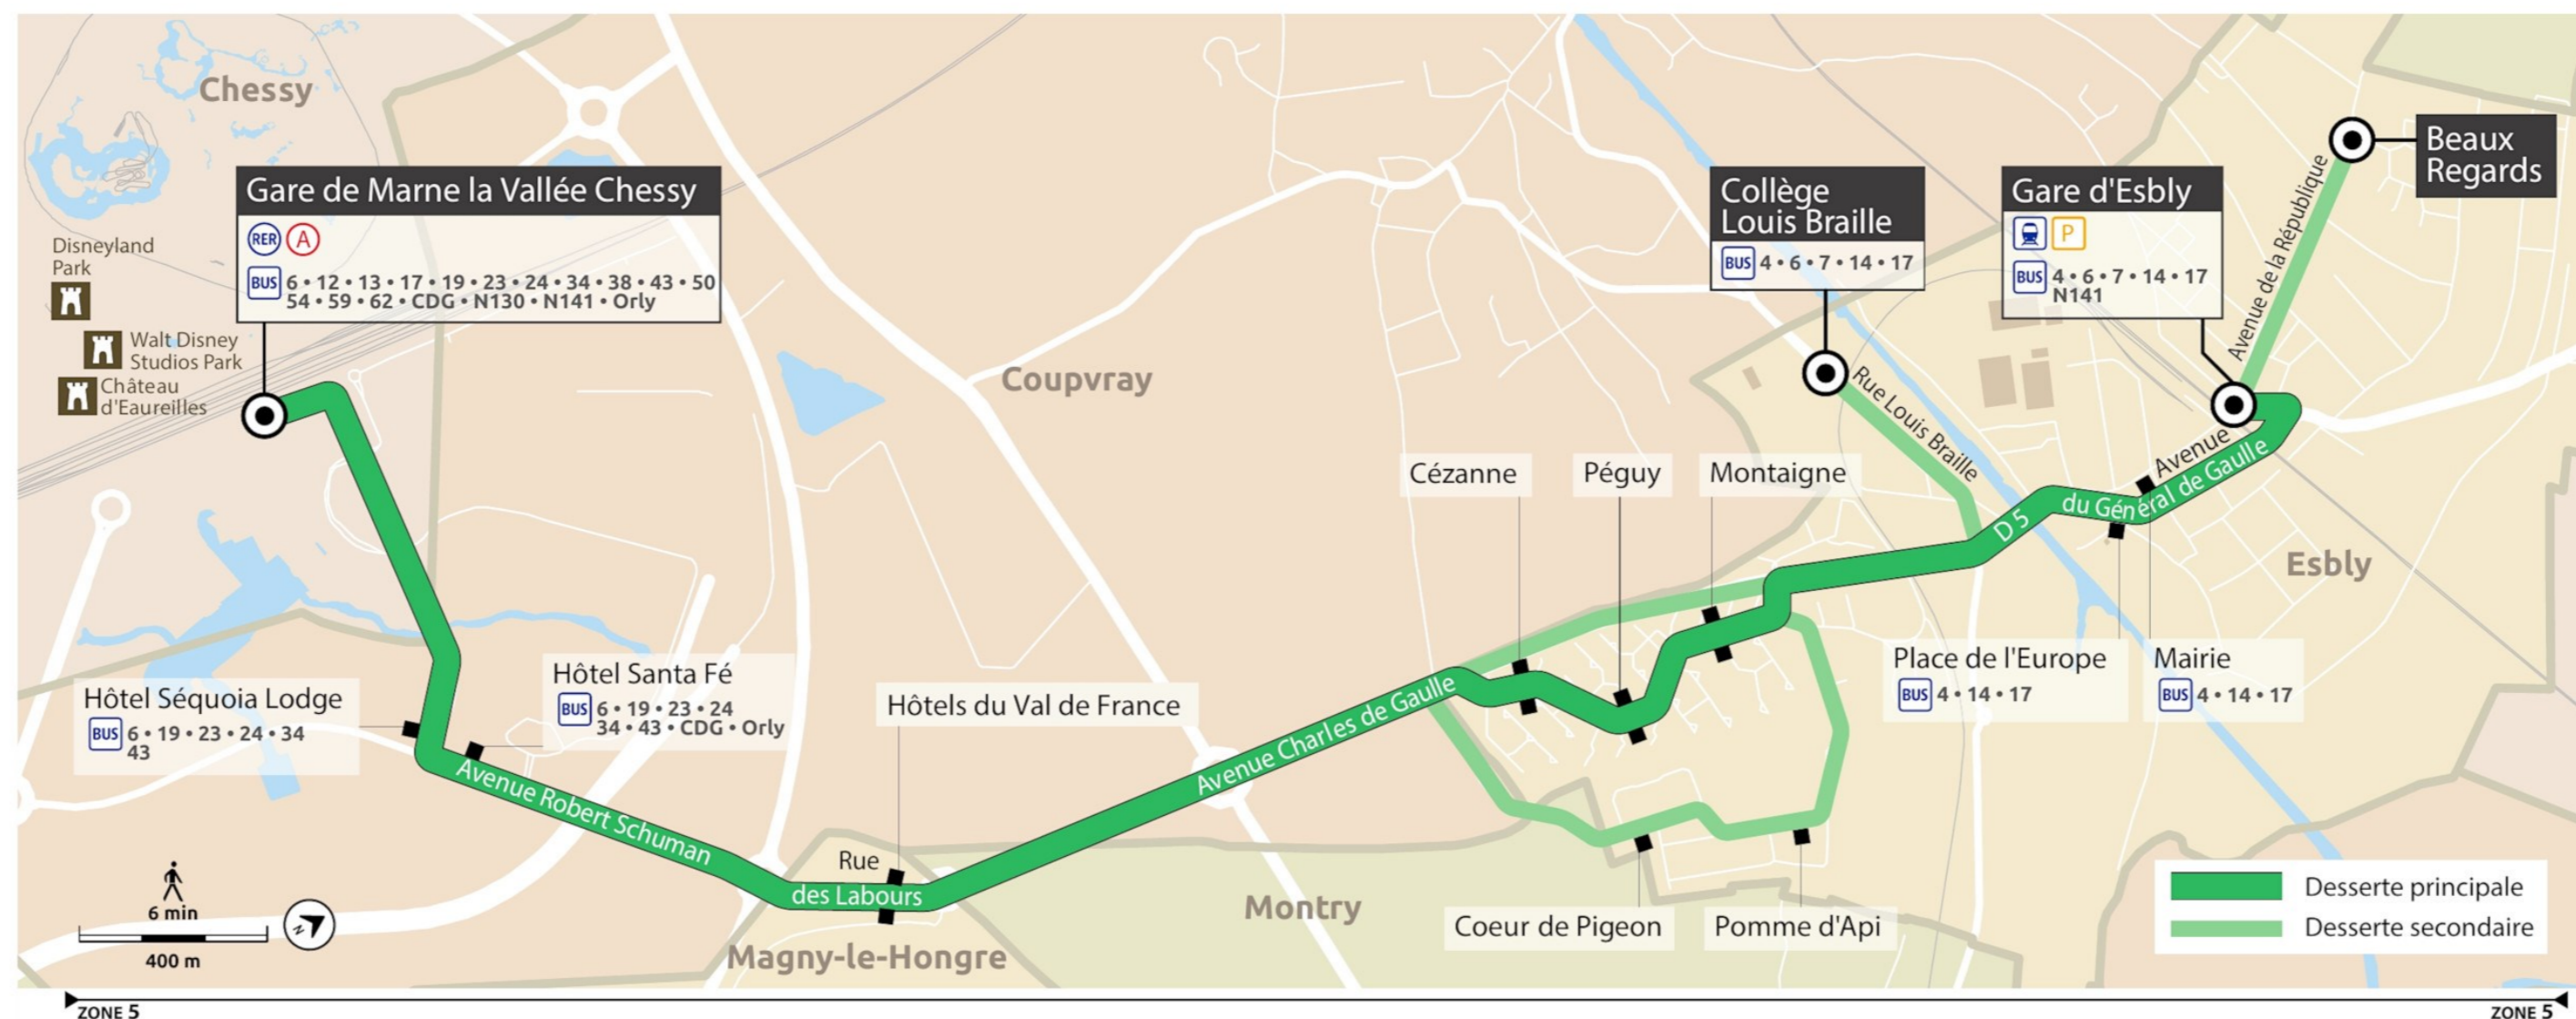 Chessy
Disneyland
Park
Walt Disney
Studios Park
Château
d'Eaureilles
Gare de Marne la Vallée Chessy
RER A
BUS 6 • 12 • 13 • 17 • 19 • 23 • 24 • 34 • 38 • 43 • 50
54 • 59 • 62 • CDG • N130 • N141 • Orly
Coupvray
Collège
Louis Braille
BUS 4 • 6 • 7 • 14 • 17
Gare d'Esbly
P
BUS 4 • 6 • 7 • 14 • 17
N141
Beaux
Regards
Avenue de la République
Rue Louis Braille
Cézanne
Péguy
Montaigne
Avenue
du Général de Gaulle
D 5
Esbly
Hôtel Séquoia Lodge
BUS 6 • 19 • 23 • 24 • 34
43
Hôtel Santa Fé
BUS 6 • 19 • 23 • 24
34 • 43 • CDG • Orly
Hôtels du Val de France
Avenue Charles de Gaulle
Place de l'Europe
BUS 4 • 14 • 17
Mairie
BUS 4 • 14 • 17
Avenue Robert Schuman
Rue
des Labours
Magny-le-Hongre
Montry
Coeur de Pigeon
Pomme d'Api
6 min
400 m
N
Desserte principale
Desserte secondaire
ZONE 5
ZONE 5